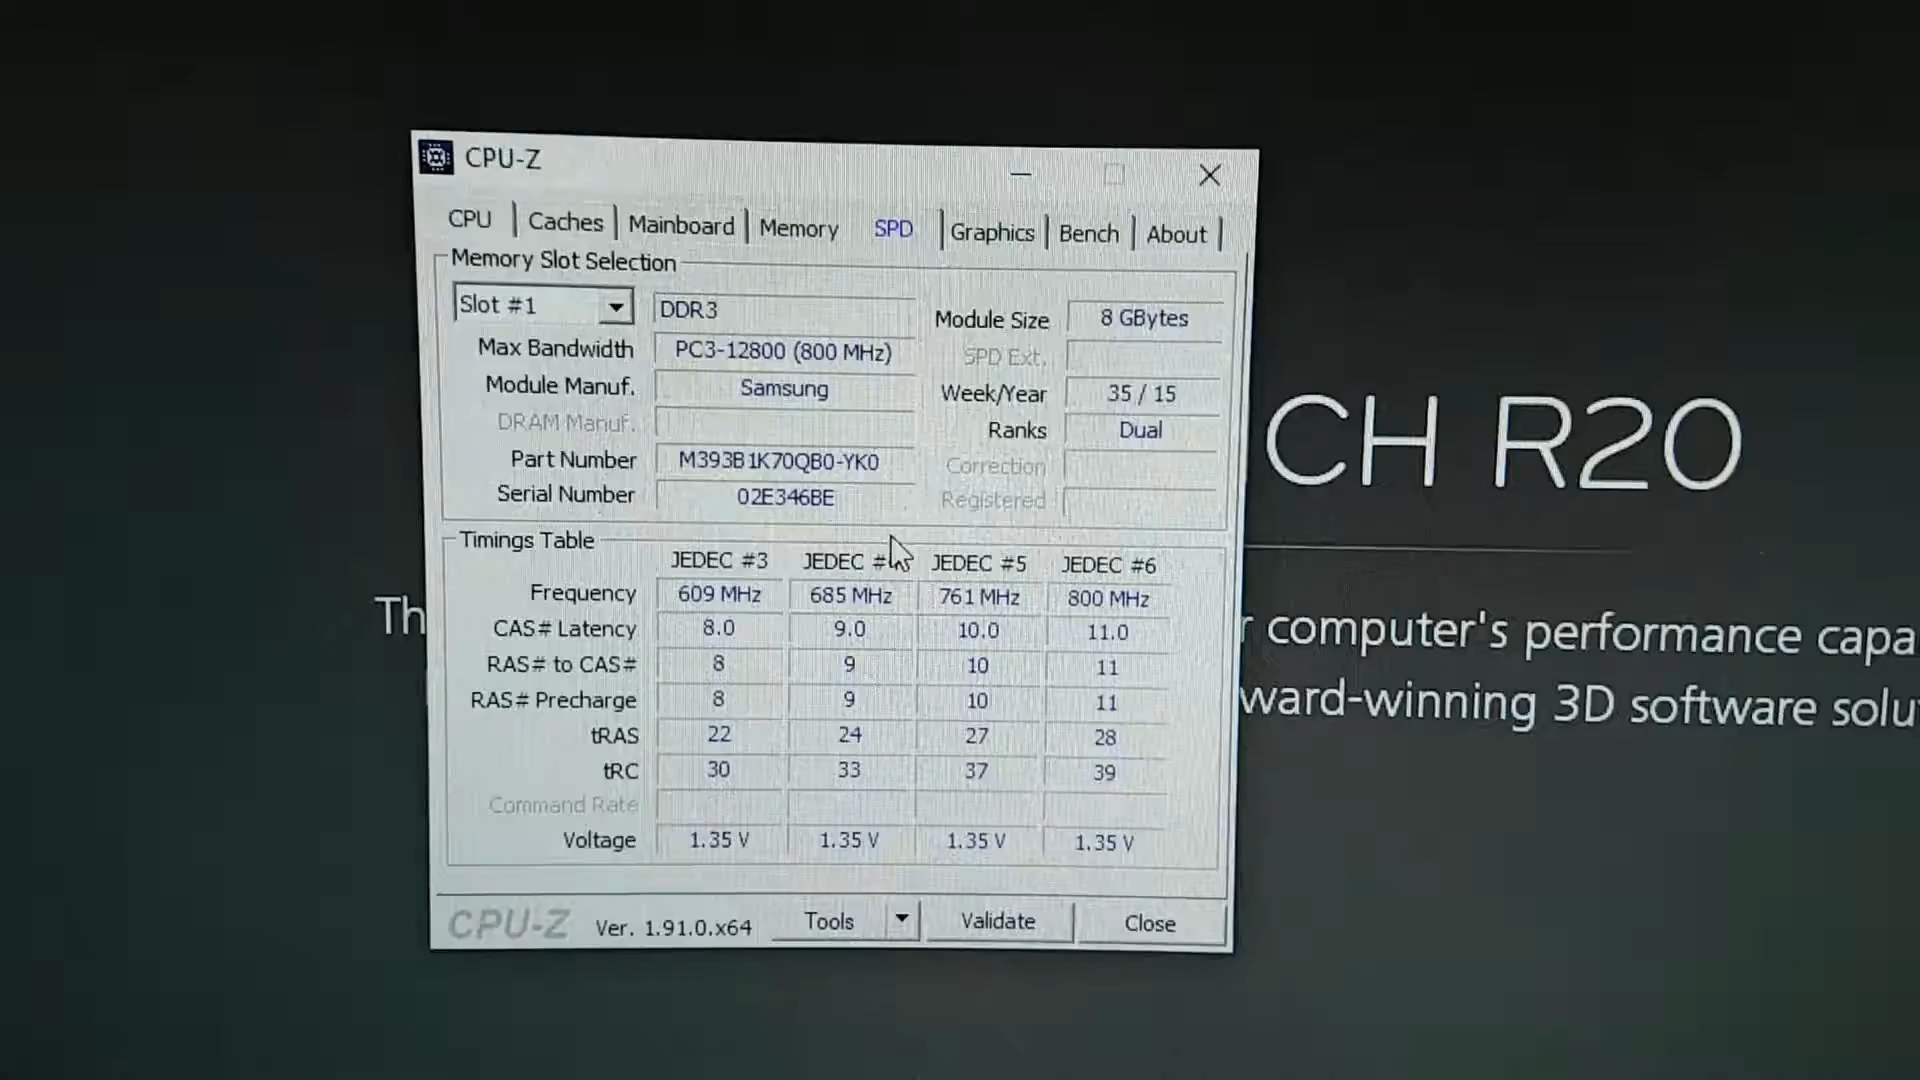 CPU-Z
CPU Caches Mainboard Memory SPD Graphics Bench About
Memory Slot Selection
Slot #1 DDR3 Module Size 8 GBytes
Max Bandwidth PC3-12800 (800 MHz) SPD Ext.
Module Manuf. Samsung Week/Year 35 / 15
DRAM Manuf. Ranks Dual
Part Number M393B1K70QB0-YK0 Correction
Serial Number 02E346BE Registered
Timings Table
JEDEC #3 JEDEC # JEDEC #5 JEDEC #6
Frequency 609 MHz 685 MHz 761 MHz 800 MHz
CAS# Latency 8.0 9.0 10.0 11.0
RAS# to CAS# 8 9 10 11
RAS# Precharge 8 9 10 11
tRAS 22 24 27 28
tRC 30 33 37 39
Command Rate
Voltage 1.35 V 1.35 V 1.35 V 1.35 V
CPU-Z Ver. 1.91.0.x64 Tools Validate Close
CH R20
Th r computer's performance capa
ward-winning 3D software solu